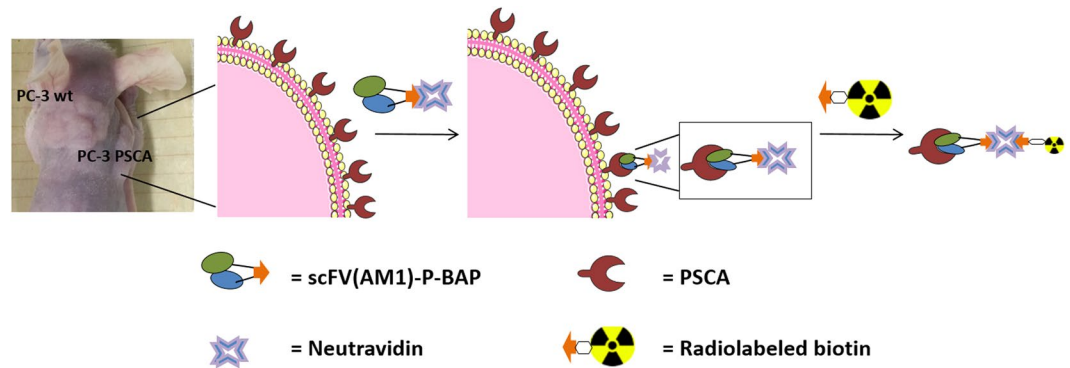 PC-3 wt
PC-3 PSCA
= scFV(AM1)-P-BAP
= PSCA
= Neutravidin
= Radiolabeled biotin